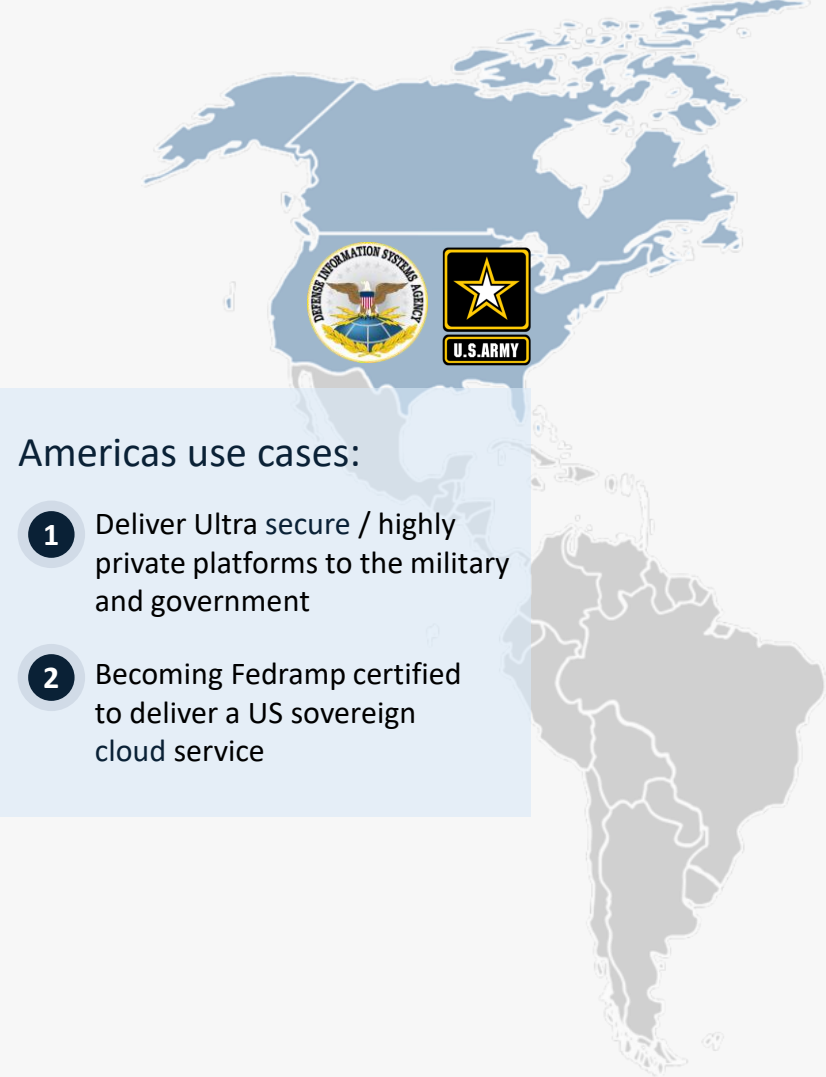 DEFENSE INFORMATION SYSTEMS AGENCY
U.S.ARMY
Americas use cases:
1
Deliver Ultra secure / highly
private platforms to the military
and government
2
Becoming Fedramp certified
to deliver a US sovereign
cloud service